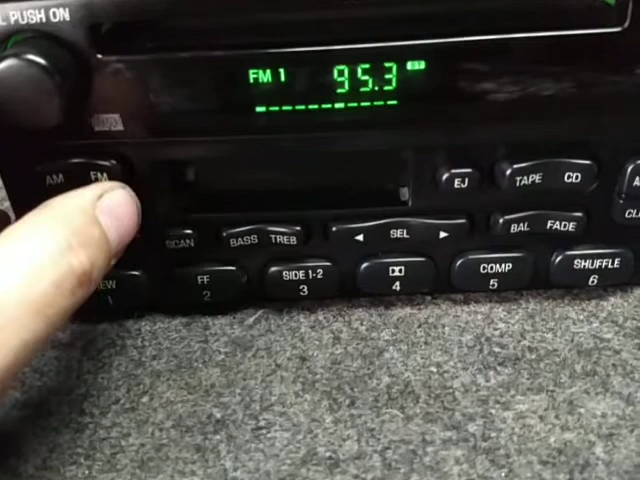 L PUSH ON
FM 1 95.3
AM FM
EJ
TAPE CD
SCAN
BASS TREB
◄ SEL ►
BAL FADE
EW 1
FF 2
SIDE 1-2 3
4
COMP 5
SHUFFLE 6